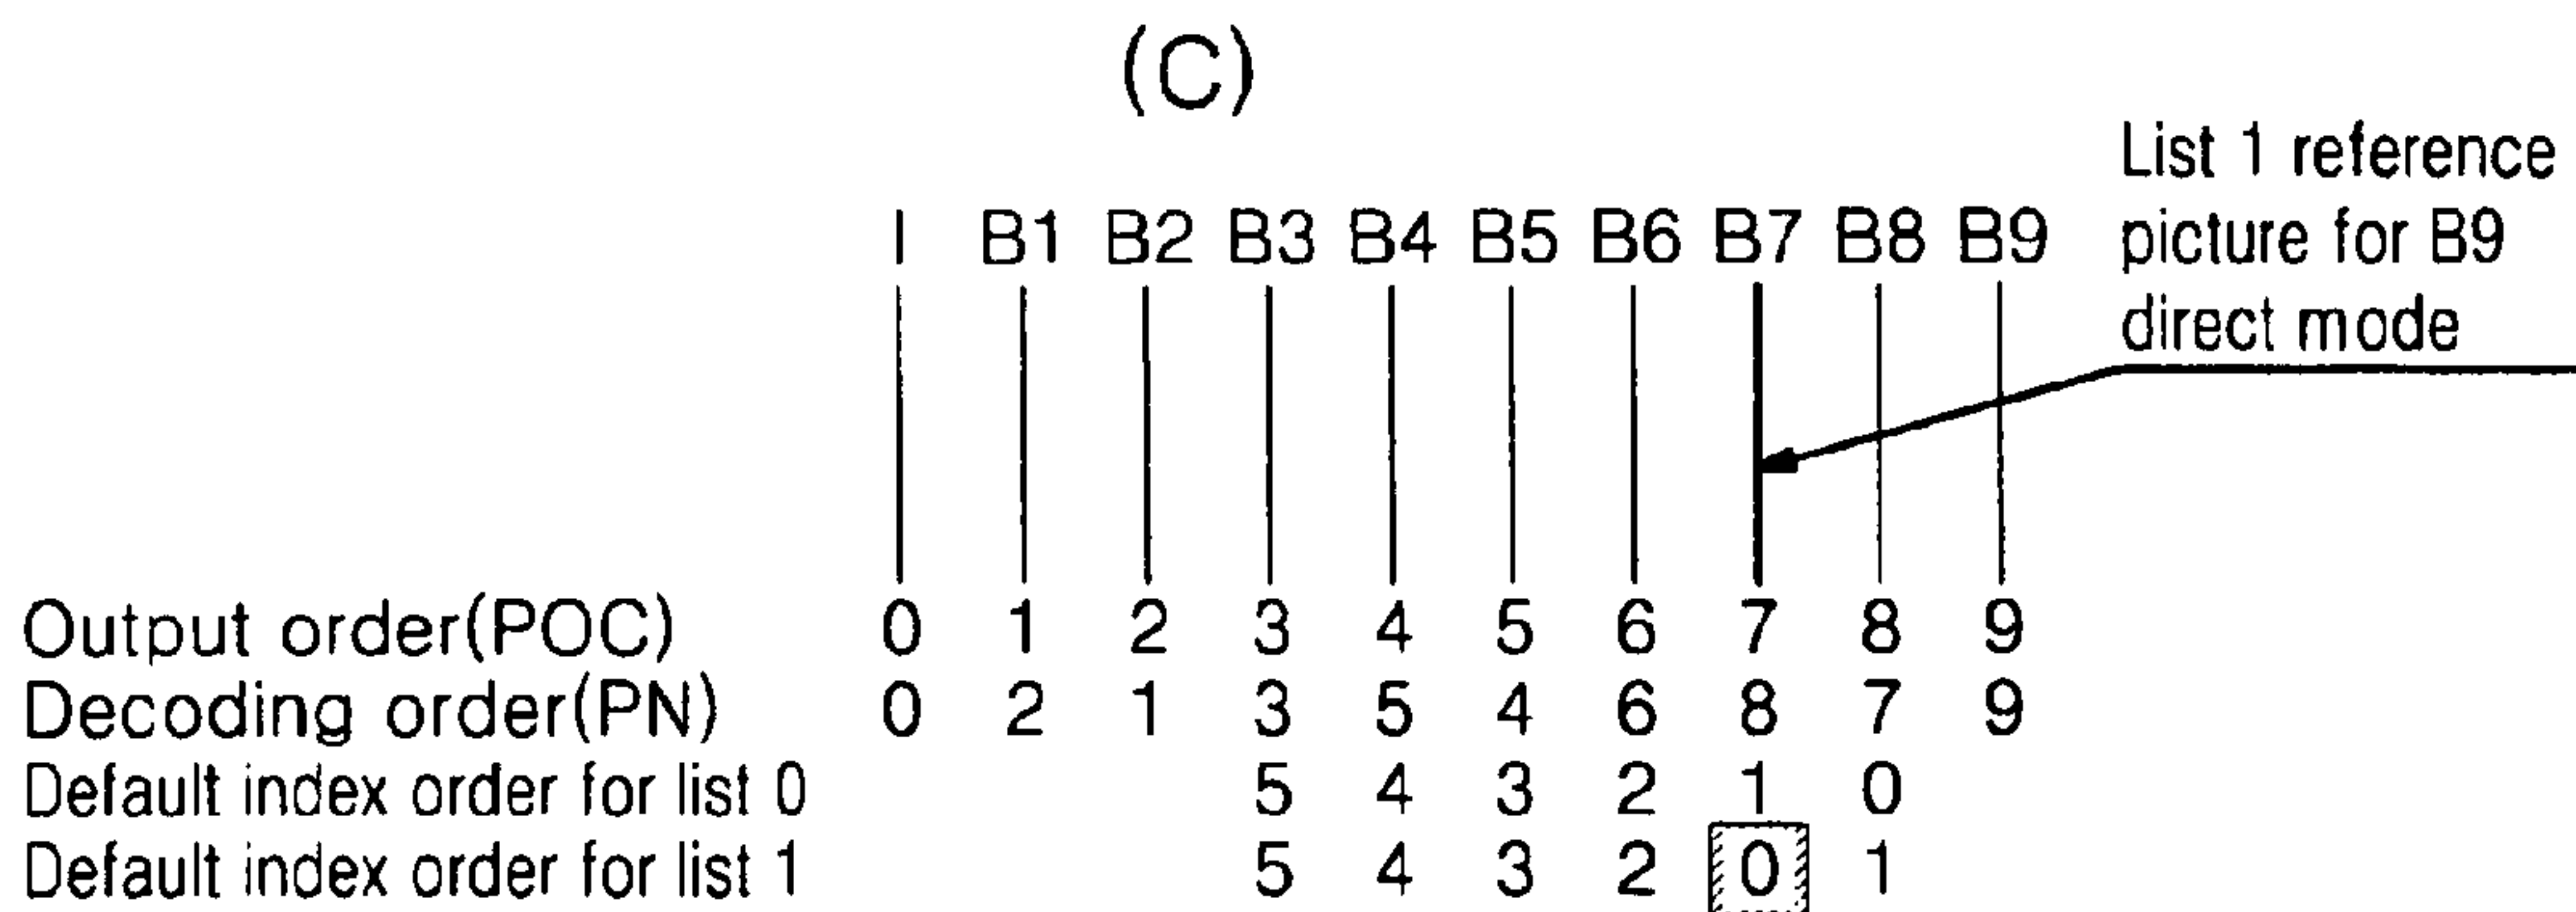 (C)
List 1 reference
picture for B9
direct mode
I B1 B2 B3 B4 B5 B6 B7 B8 B9
Output order(POC) 0 1 2 3 4 5 6 7 8 9
Decoding order(PN) 0 2 1 3 5 4 6 8 7 9
Default index order for list 0 5 4 3 2 1 0
Default index order for list 1 5 4 3 2 0 1